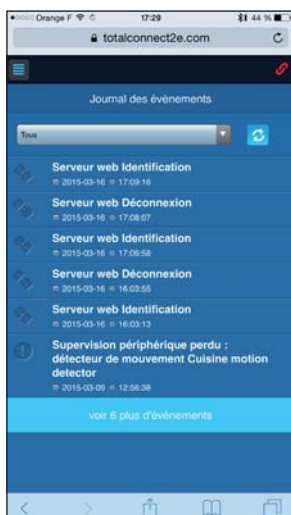 Orange F 17:29 44 %
totalconnect2e.com
Journal des évènements
Tous
Serveur web Identification
2015-03-16 17:09:16
Serveur web Déconnexion
2015-03-16 17:08:07
Serveur web Identification
2015-03-16 17:06:58
Serveur web Déconnexion
2015-03-16 16:03:55
Serveur web Identification
2015-03-16 16:03:13
Supervision périphérique perdu :
détecteur de mouvement Cuisine motion
detector
2015-03-09 12:56:38
voir 6 plus d'évènements